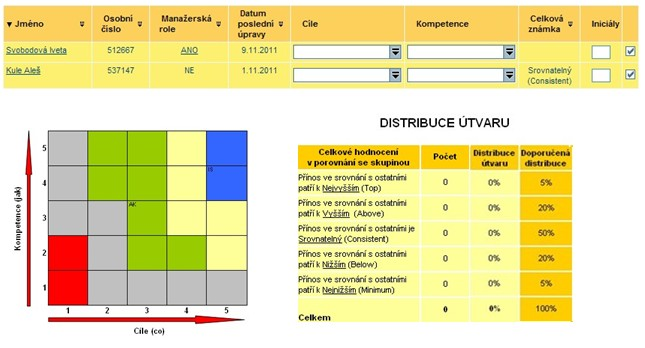 ▼ Jméno
Osobní
číslo
Manažerská
role
Datum
poslední
úpravy
Cíle
Kompetence
Celková
známka
Iniciály
Svobodová Iveta
512667
ANO
9.11.2011
Kule Aleš
537147
NE
1.11.2011
Srovnatelný
(Consistent)
Kompetence (jak)
5
4
3
2
1
IS
AK
1 2 3 4 5
Cíle (co)
DISTRIBUCE ÚTVARU
Celkové hodnocení
v porovnání se skupinou
Počet
Distribuce
útvaru
Doporučená
distribuce
Přínos ve srovnání s ostatními
patří k Nejvyšším (Top)
0
0%
5%
Přínos ve srovnání s ostatními
patří k Vyšším (Above)
0
0%
20%
Přínos ve srovnání s ostatními je
Srovnatelný (Consistent)
0
0%
50%
Přínos ve srovnání s ostatními
patří k Nižším (Below)
0
0%
20%
Přínos ve srovnání s ostatními
patří k Nejnižším (Minimum)
0
0%
5%
Celkem
0
0%
100%